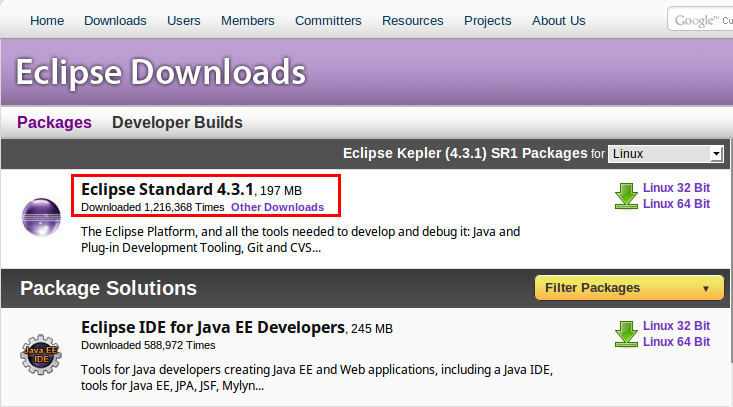 Home Downloads Users Members Committers Resources Projects About Us
Google™ Cu
Eclipse Downloads
Packages Developer Builds
Eclipse Kepler (4.3.1) SR1 Packages for Linux
Eclipse Standard 4.3.1, 197 MB
Downloaded 1,216,368 Times Other Downloads
Linux 32 Bit
Linux 64 Bit
The Eclipse Platform, and all the tools needed to develop and debug it: Java and
Plug-in Development Tooling, Git and CVS...
Package Solutions
Filter Packages
Java EE
IDE
Eclipse IDE for Java EE Developers, 245 MB
Downloaded 588,972 Times
Linux 32 Bit
Linux 64 Bit
Tools for Java developers creating Java EE and Web applications, including a Java IDE,
tools for Java EE, JPA, JSF, Mylyn...